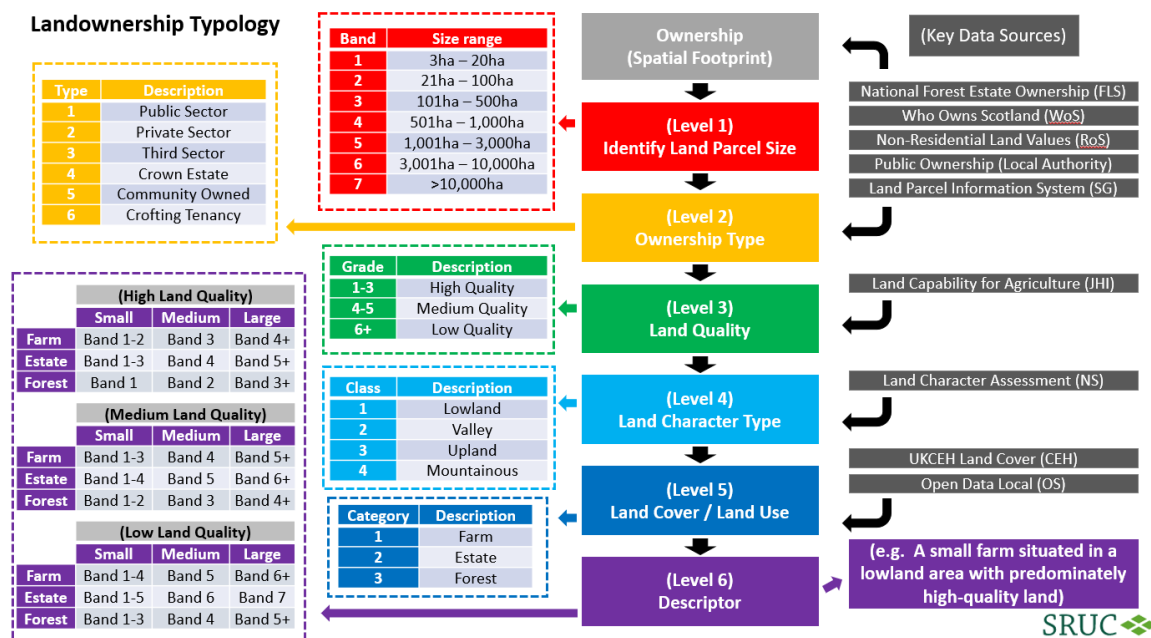 Landownership Typology
Type Description
1 Public Sector
2 Private Sector
3 Third Sector
4 Crown Estate
5 Community Owned
6 Crofting Tenancy
Band Size range
1 3ha – 20ha
2 21ha – 100ha
3 101ha – 500ha
4 501ha – 1,000ha
5 1,001ha – 3,000ha
6 3,001ha – 10,000ha
7 >10,000ha
Ownership
(Spatial Footprint)
(Level 1)
Identify Land Parcel Size
(Level 2)
Ownership Type
(Level 3)
Land Quality
(Level 4)
Land Character Type
(Level 5)
Land Cover / Land Use
(Level 6)
Descriptor
(Key Data Sources)
National Forest Estate Ownership (FLS)
Who Owns Scotland (WoS)
Non-Residential Land Values (RoS)
Public Ownership (Local Authority)
Land Parcel Information System (SG)
Land Capability for Agriculture (JHI)
Land Character Assessment (NS)
UKCEH Land Cover (CEH)
Open Data Local (OS)
(e.g. A small farm situated in a
lowland area with predominately
high-quality land)
Grade Description
1-3 High Quality
4-5 Medium Quality
6+ Low Quality
Class Description
1 Lowland
2 Valley
3 Upland
4 Mountainous
Category Description
1 Farm
2 Estate
3 Forest
(High Land Quality)
Small Medium Large
Farm Band 1-2 Band 3 Band 4+
Estate Band 1-3 Band 4 Band 5+
Forest Band 1 Band 2 Band 3+
(Medium Land Quality)
Small Medium Large
Farm Band 1-3 Band 4 Band 5+
Estate Band 1-4 Band 5 Band 6+
Forest Band 1-2 Band 3 Band 4+
(Low Land Quality)
Small Medium Large
Farm Band 1-4 Band 5 Band 6+
Estate Band 1-5 Band 6 Band 7
Forest Band 1-3 Band 4 Band 5+
SRUC